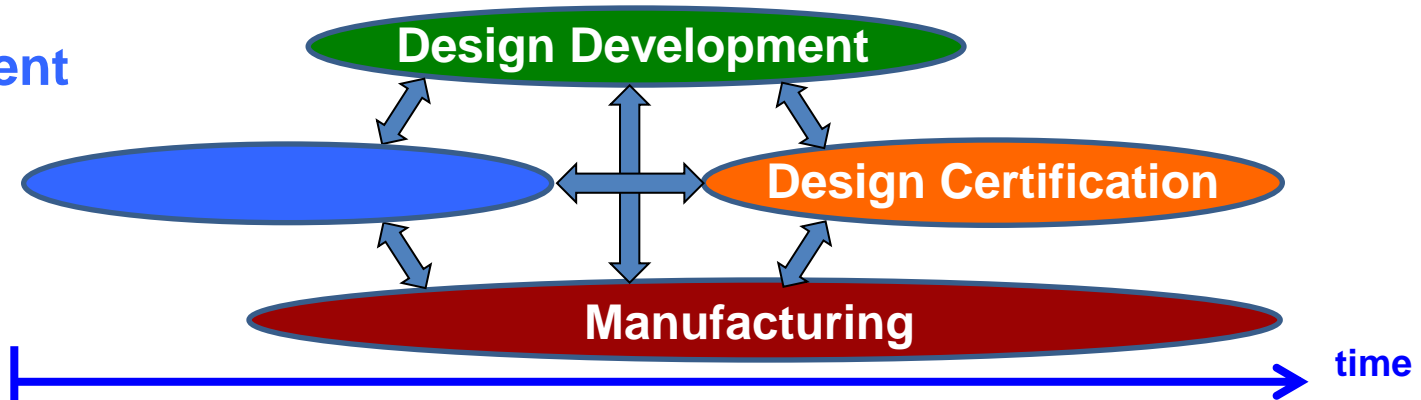 Design Development
ent
Design Certification
Manufacturing
time